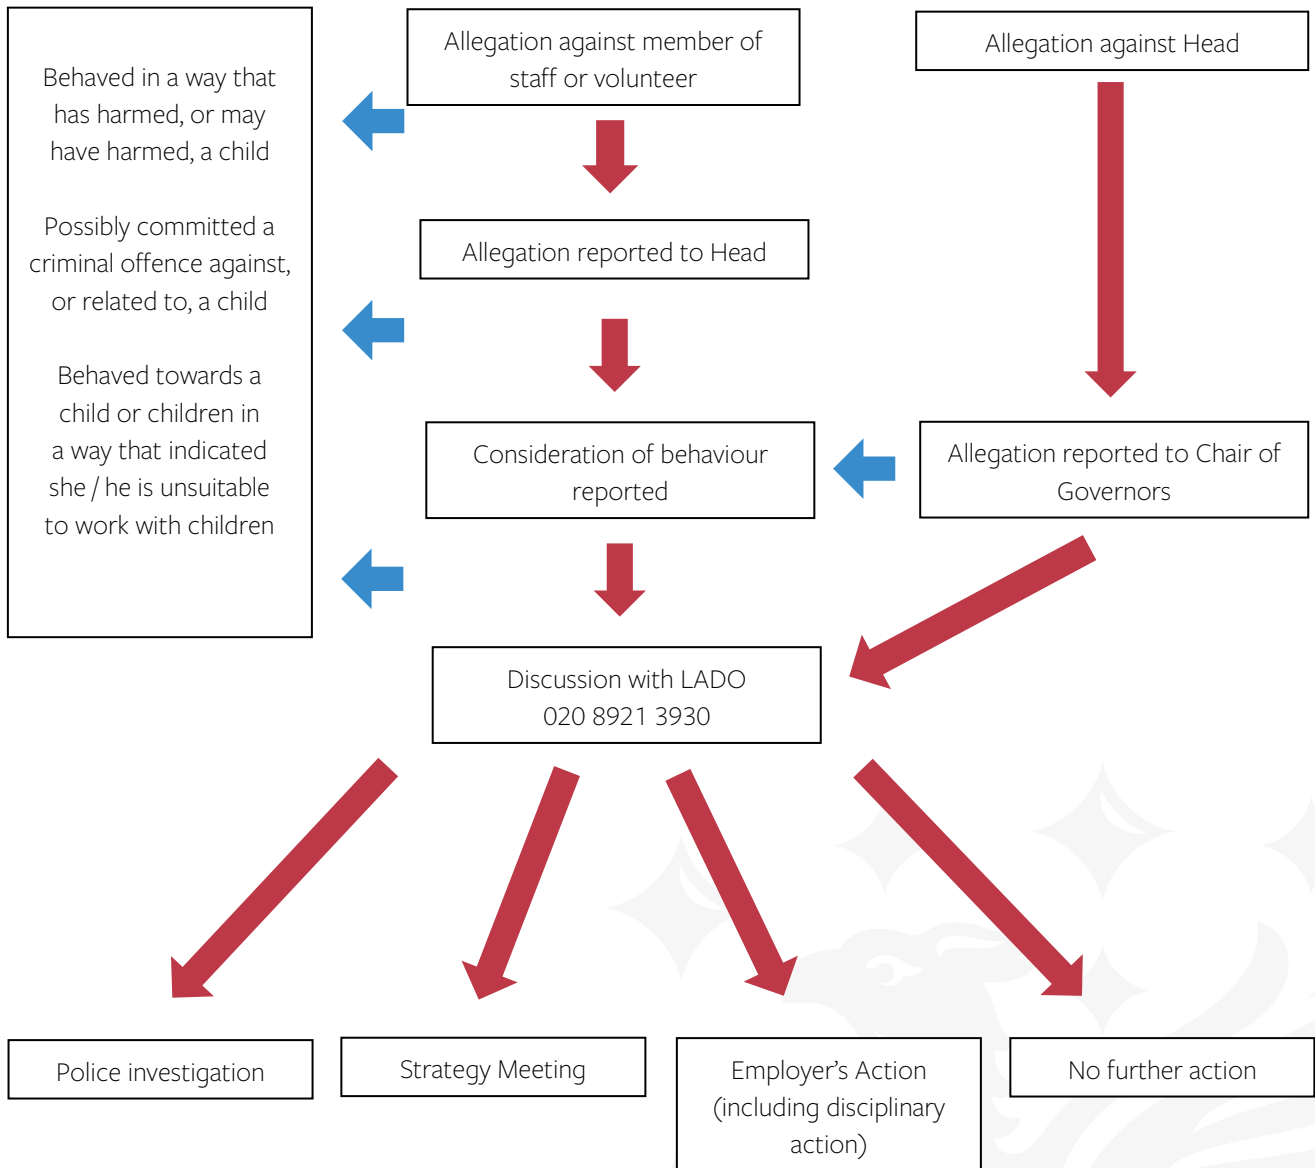 Behaved in a way that
has harmed, or may
have harmed, a child
Possibly committed a
criminal offence against,
or related to, a child
Behaved towards a
child or children in
a way that indicated
she / he is unsuitable
to work with children
Allegation against member of
staff or volunteer
Allegation against Head
Allegation reported to Head
Consideration of behaviour
reported
Allegation reported to Chair of
Governors
Discussion with LADO
020 8921 3930
Police investigation
Strategy Meeting
Employer’s Action
(including disciplinary
action)
No further action